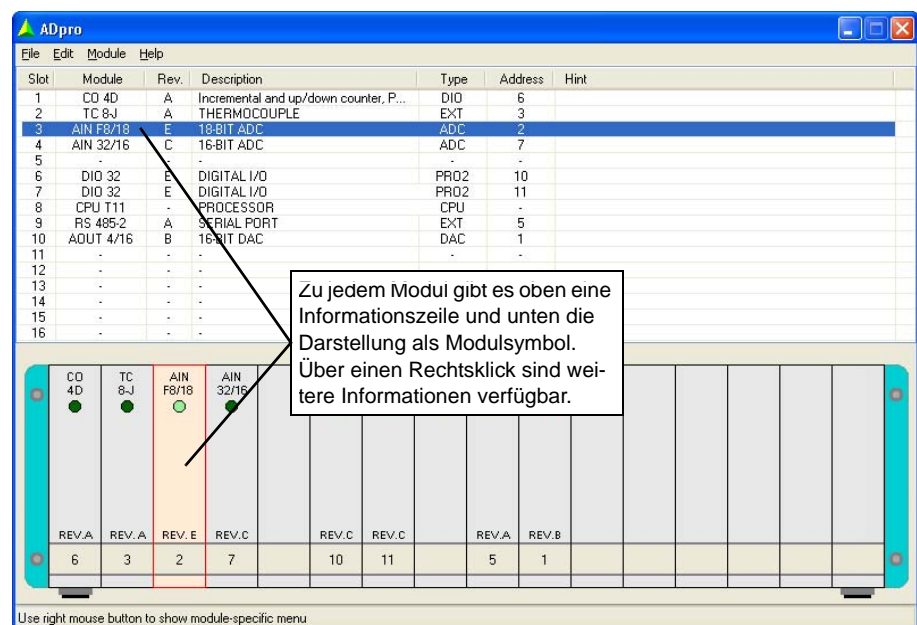 ADpro
File Edit Module Help
Slot Module Rev. Description Type Address Hint
1 CO 4D A Incremental and up/down counter, P... DIO 6
2 TC 8-J A THERMOCOUPLE EXT 3
3 AIN F8/18 E 18-BIT ADC ADC 2
4 AIN 32/16 C 16-BIT ADC ADC 7
5 - - - - -
6 DIO 32 E DIGITAL I/O PRO2 10
7 DIO 32 E DIGITAL I/O PRO2 11
8 CPU T11 - PROCESSOR CPU -
9 RS 485-2 A SERIAL PORT EXT 5
10 AOUT 4/16 B 16-BIT DAC DAC 1
11 - - - - -
12 - - -
13 - - -
14 - - -
15 - - -
16 - - -
Zu jedem Modul gibt es oben eine
Informationszeile und unten die
Darstellung als Modulsymbol.
Über einen Rechtsklick sind wei-
tere Informationen verfügbar.
CO TC AIN AIN
4D 8-J F8/18 32/16
REV.A REV.A REV.E REV.C REV.C REV.C REV.A REV.B
6 3 2 7 10 11 5 1
Use right mouse button to show module-specific menu